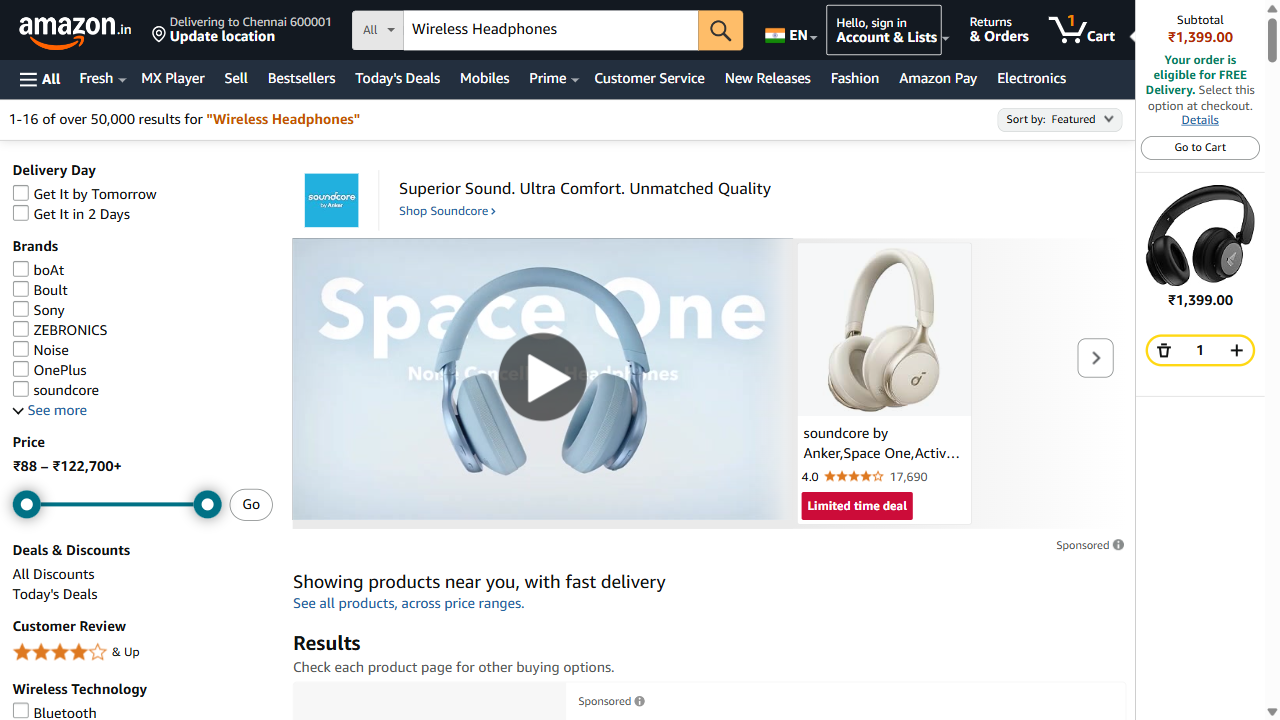 amazon.in
Delivering to Chennai 600001
Update location
All
Wireless Headphones
EN
Hello, sign in
Account & Lists
Returns
& Orders
1
Cart
All
Fresh
MX Player
Sell
Bestsellers
Today's Deals
Mobiles
Prime
Customer Service
New Releases
Fashion
Amazon Pay
Electronics
Subtotal
₹1,399.00
Your order is
eligible for FREE
Delivery. Select this
option at checkout.
Details
Go to Cart
₹1,399.00
1
1-16 of over 50,000 results for "Wireless Headphones"
Sort by: Featured
Delivery Day
Get It by Tomorrow
Get It in 2 Days
Brands
boAt
Boult
Sony
ZEBRONICS
Noise
OnePlus
soundcore
See more
Price
₹88 – ₹122,700+
Go
Deals & Discounts
All Discounts
Today's Deals
Customer Review
& Up
Wireless Technology
Bluetooth
soundcore
by Anker
Superior Sound. Ultra Comfort. Unmatched Quality
Shop Soundcore
Space One
soundcore by
Anker,Space One,Activ…
4.0
17,690
Limited time deal
Sponsored
Showing products near you, with fast delivery
See all products, across price ranges.
Results
Check each product page for other buying options.
Sponsored